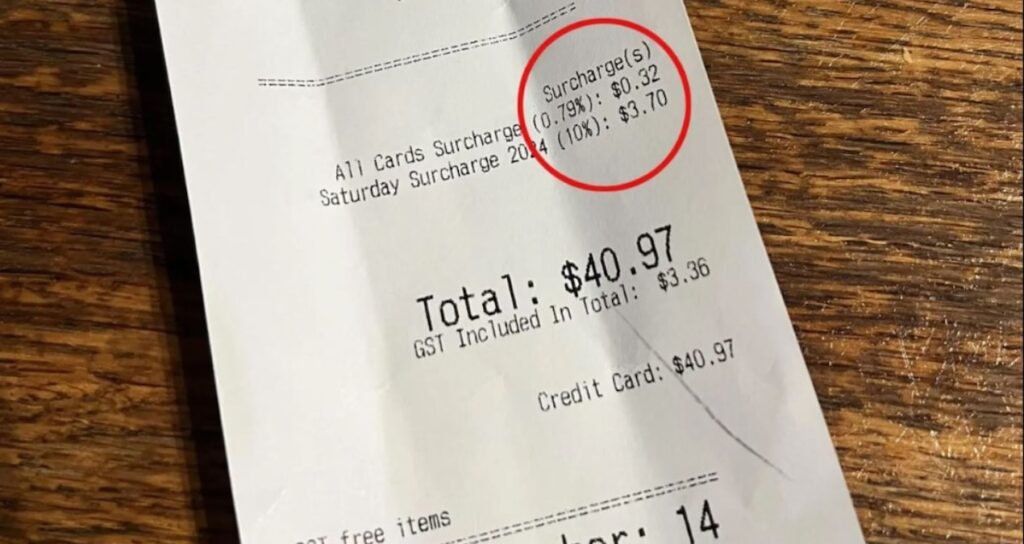 Surcharge(s)
All Cards Surcharge (0.79%): $0.32
Saturday Surcharge 2024 (10%): $3.70
Total: $40.97
GST Included In Total: $3.36
Credit Card: $40.97
free items
14